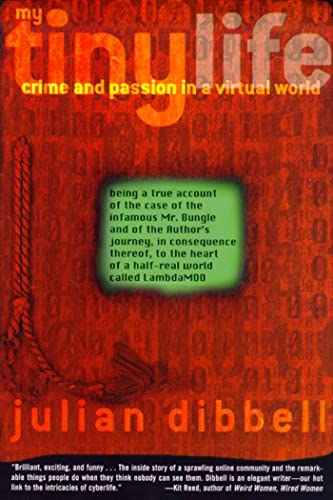 my
tiny life
crime and passion in a virtual world
being a true account
of the case of the
infamous Mr. Bungle
and of the Author's
journey, in consequence
thereof, to the heart
of a half-real world
called LambdaMOO
julian dibbell
"Brilliant, exciting, and funny . . . The inside story of a sprawling online community and the remark-
able things people do when they think nobody can see them. Dibbell is an elegant writer—our hot
link to the intricacies of cyberlife." —Kit Reed, author of Weird Women, Wired Women